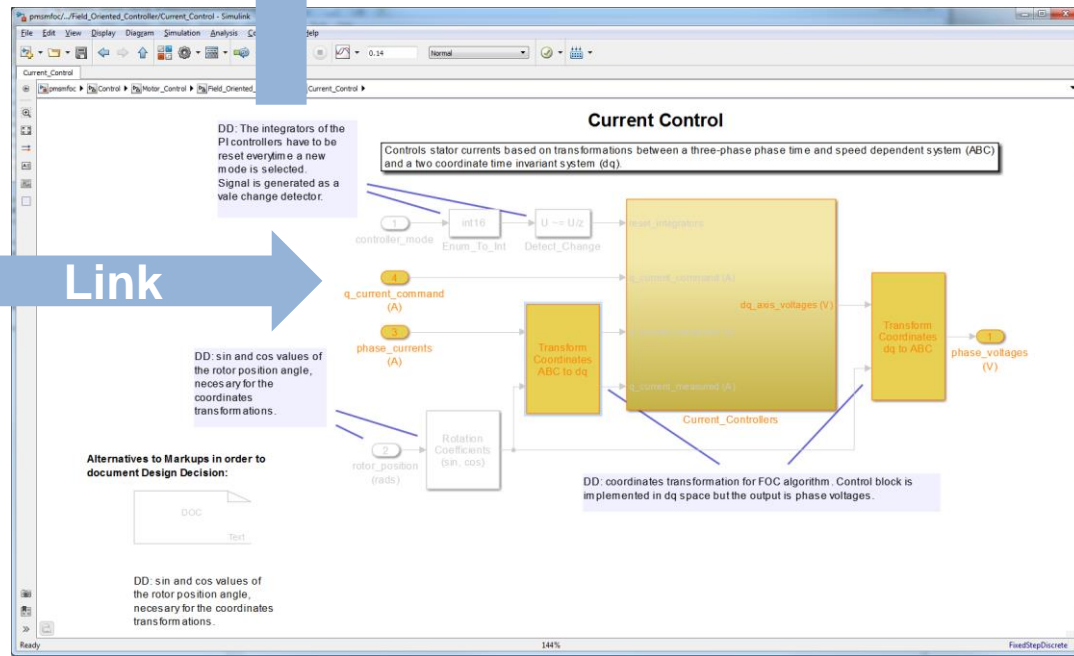 pmsmfoc/.../Field_Oriented_Controller/Current_Control - Simulink
File Edit View Display Diagram Simulation Analysis
0.14
Normal
Current_Control
pmsmfoc Control Motor_Control Current_Control
Current Control
Controls stator currents based on transformations between a three-phase phase time and speed dependent system (ABC)
and a two coordinate time invariant system (dq).
DD: The integrators of the
PI controllers have to be
reset everytime a new
mode is selected.
Signal is generated as a
vale change detector.
1
controller_mode
int16
Enum_To_Int
U ~= U/z
Detect_Change
reset_integrators
Link
4
q_current_command
(A)
q_current_command (A)
3
phase_currents
(A)
Transform
Coordinates
ABC to dq
q_current_measured (A)
dq_axis_voltages (V)
Current_Controllers
Transform
Coordinates
dq to ABC
1
phase_voltages
(V)
DD: sin and cos values of
the rotor position angle,
necesary for the
coordinates
transformations.
2
rotor_position
(rads)
Rotation
Coefficients
(sin, cos)
DD: coordinates transformation for FOC algorithm. Control block is
implemented in dq space but the output is phase voltages.
Alternatives to Markups in order to
document Design Decision:
DOC
Text
DD: sin and cos values of
the rotor position angle,
necesary for the coordinates
transformations.
Ready
144%
FixedStepDiscrete